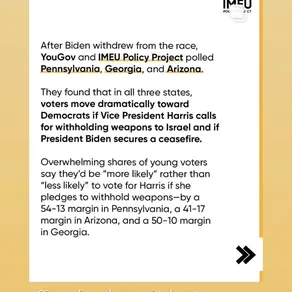 IMEU
After Biden withdrew from the race,
YouGov and IMEU Policy Project polled
Pennsylvania, Georgia, and Arizona.
They found that in all three states,
voters move dramatically toward
Democrats if Vice President Harris calls
for withholding weapons to Israel and if
President Biden secures a ceasefire.
Overwhelming shares of young voters
say they'd be “more likely” rather than
“less likely” to vote for Harris if she
pledges to withhold weapons—by a
54-13 margin in Pennsylvania, a 41-17
margin in Arizona, and a 50-10 margin
in Georgia.